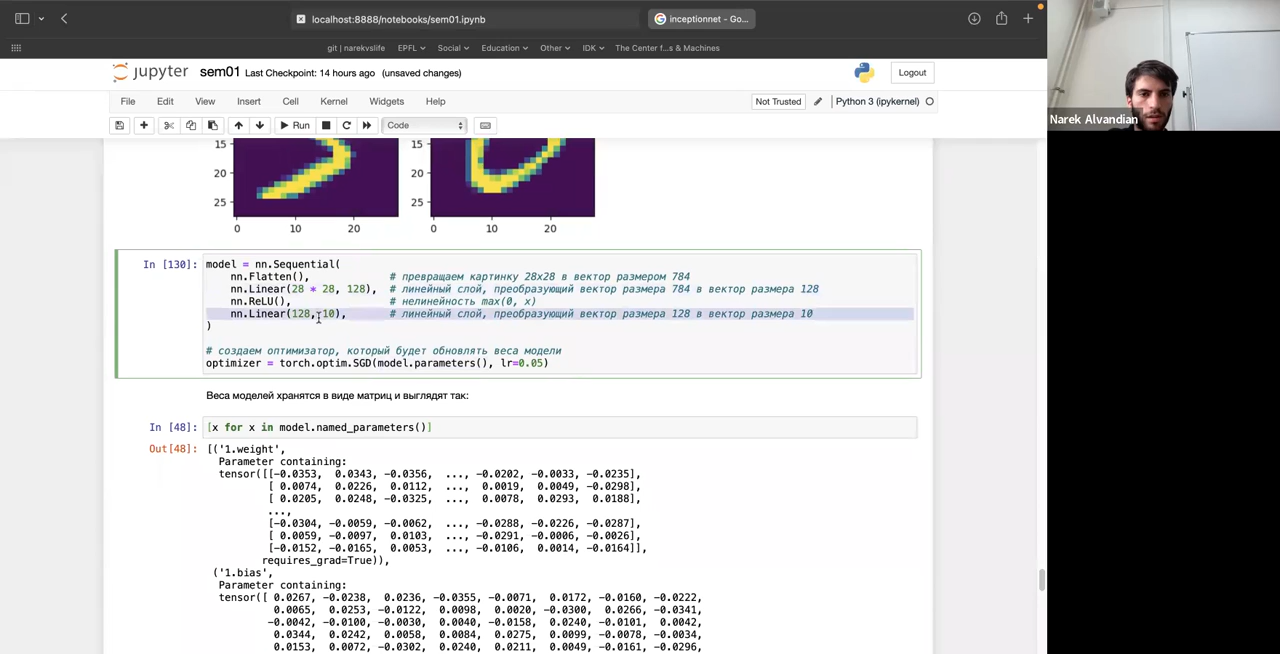 localhost:8888/notebooks/sem01.ipynb
inceptionnet - Go...
git | narekvslife EPFL Social Education Other IDK The Center f...s & Machines
Narek Alvandian
jupyter sem01 Last Checkpoint: 14 hours ago (unsaved changes)
Logout
File Edit View Insert Cell Kernel Widgets Help
Not Trusted Python 3 (ipykernel)
Run Code
15 15
20 20
25 25
0 10 20 0 10 20
In [130]: model = nn.Sequential(
nn.Flatten(), # превращаем картинку 28x28 в вектор размером 784
nn.Linear(28 * 28, 128), # линейный слой, преобразующий вектор размера 784 в вектор размера 128
nn.ReLU(), # нелинейность max(0, x)
nn.Linear(128, 10), # линейный слой, преобразующий вектор размера 128 в вектор размера 10
)
# создаем оптимизатор, который будет обновлять веса модели
optimizer = torch.optim.SGD(model.parameters(), lr=0.05)
Веса моделей хранятся в виде матриц и выглядят так:
In [48]: [x for x in model.named_parameters()]
Out[48]: [('1.weight',
Parameter containing:
tensor([[-0.0353, 0.0343, -0.0356, ..., -0.0202, -0.0033, -0.0235],
[ 0.0074, 0.0226, 0.0112, ..., 0.0019, 0.0049, -0.0298],
[ 0.0205, 0.0248, -0.0325, ..., 0.0078, 0.0293, 0.0188],
...,
[-0.0304, -0.0059, -0.0062, ..., -0.0288, -0.0226, -0.0287],
[ 0.0059, -0.0097, 0.0103, ..., -0.0291, -0.0006, -0.0026],
[-0.0152, -0.0165, 0.0053, ..., -0.0106, 0.0014, -0.0164]],
requires_grad=True)),
('1.bias',
Parameter containing:
tensor([ 0.0267, -0.0238, 0.0236, -0.0355, -0.0071, 0.0172, -0.0160, -0.0222,
0.0065, 0.0253, -0.0122, 0.0098, 0.0020, -0.0300, 0.0266, -0.0341,
-0.0042, -0.0100, -0.0030, 0.0040, -0.0158, 0.0240, -0.0101, 0.0042,
0.0344, 0.0242, 0.0058, 0.0084, 0.0275, 0.0099, -0.0078, -0.0034,
0.0153, 0.0072, -0.0302, 0.0240, 0.0211, 0.0049, -0.0161, -0.0296,